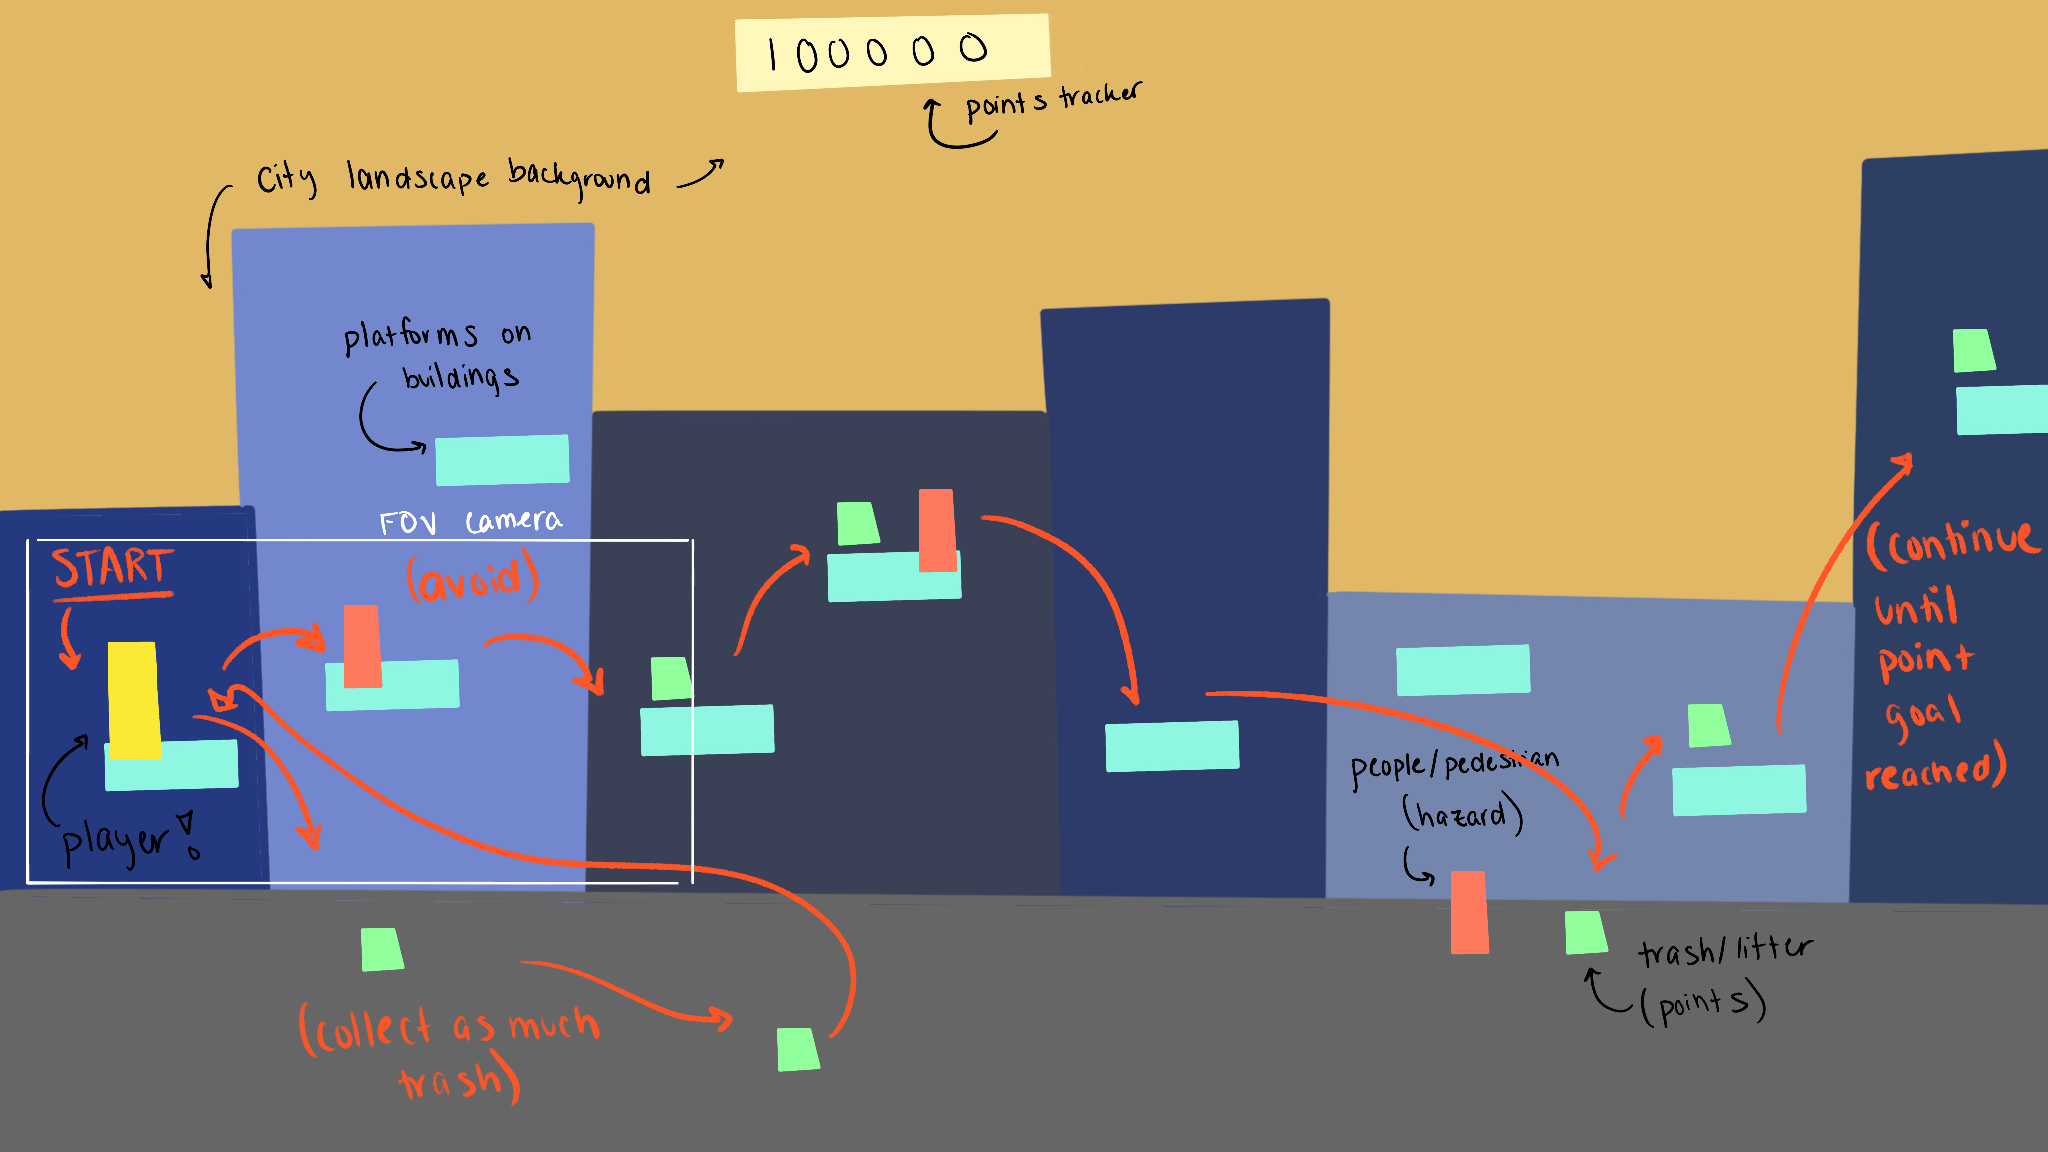 100000
points tracker
City landscape background
platforms on
buildings
FOV camera
START
(avoid)
player!
(collect as much
trash)
people/pedestrian
(hazard)
trash/litter
(points)
(continue
until
point
goal
reached)